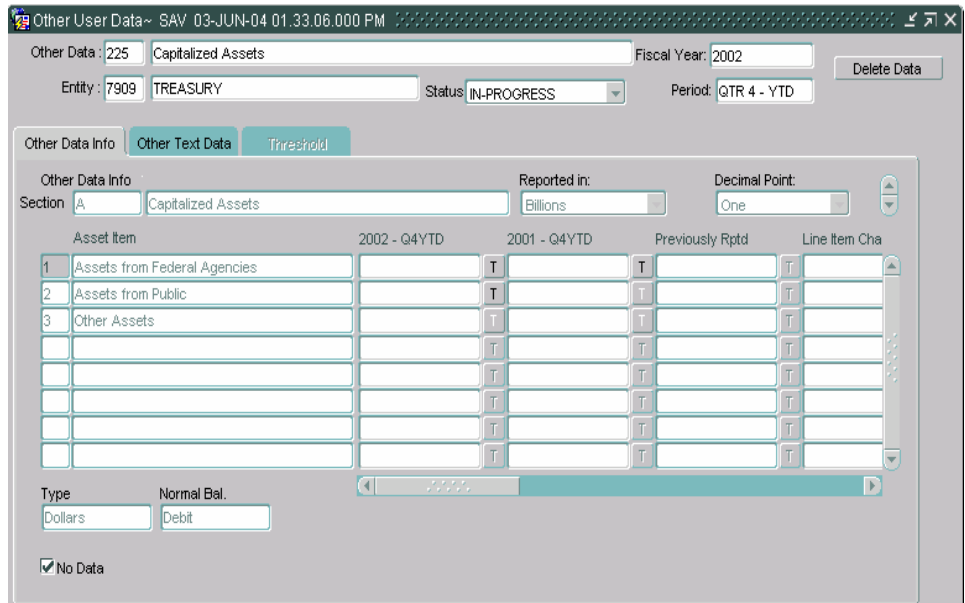 Other User Data~ SAV 03-JUN-04 01.33.06.000 PM
Other Data : 225 Capitalized Assets Fiscal Year: 2002 Delete Data
Entity : 7909 TREASURY Status IN-PROGRESS Period: QTR 4 - YTD
Other Data Info Other Text Data Threshold
Other Data Info Reported in: Decimal Point:
Section A Capitalized Assets Billions One
Asset Item 2002 - Q4YTD 2001 - Q4YTD Previously Rptd Line Item Cha
1 Assets from Federal Agencies T T T
2 Assets from Public T T T
3 Other Assets T T T
T T T
T T T
T T T
T T T
T T T
Type Normal Bal.
Dollars Debit
No Data